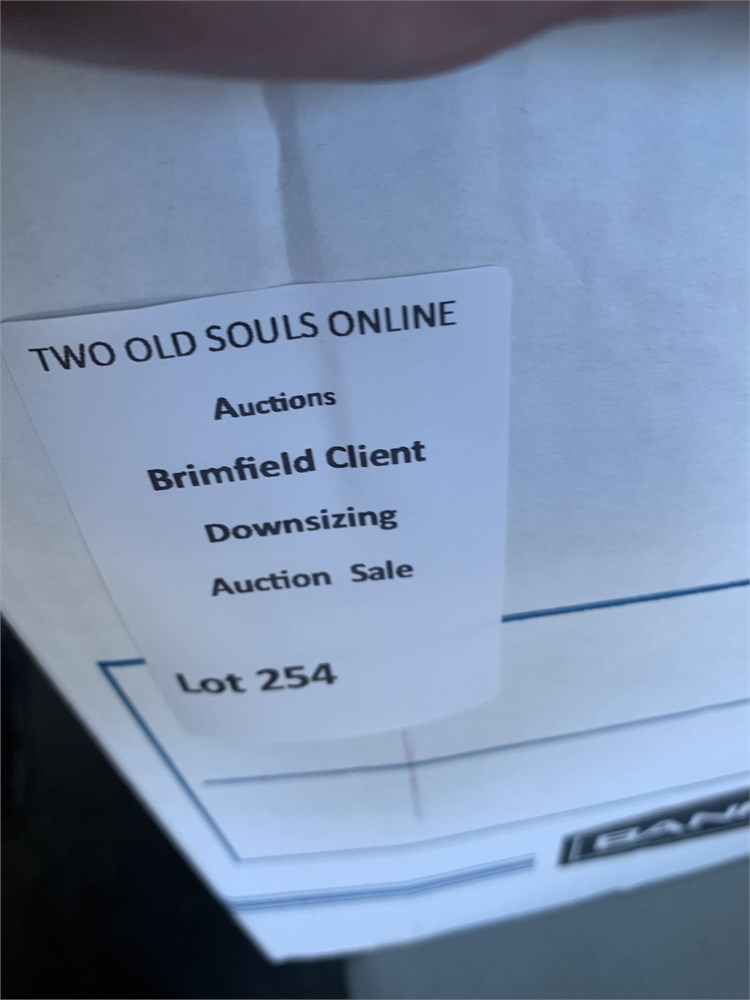 TWO OLD SOULS ONLINE
Auctions
Brimfield Client
Downsizing
Auction Sale
Lot 254